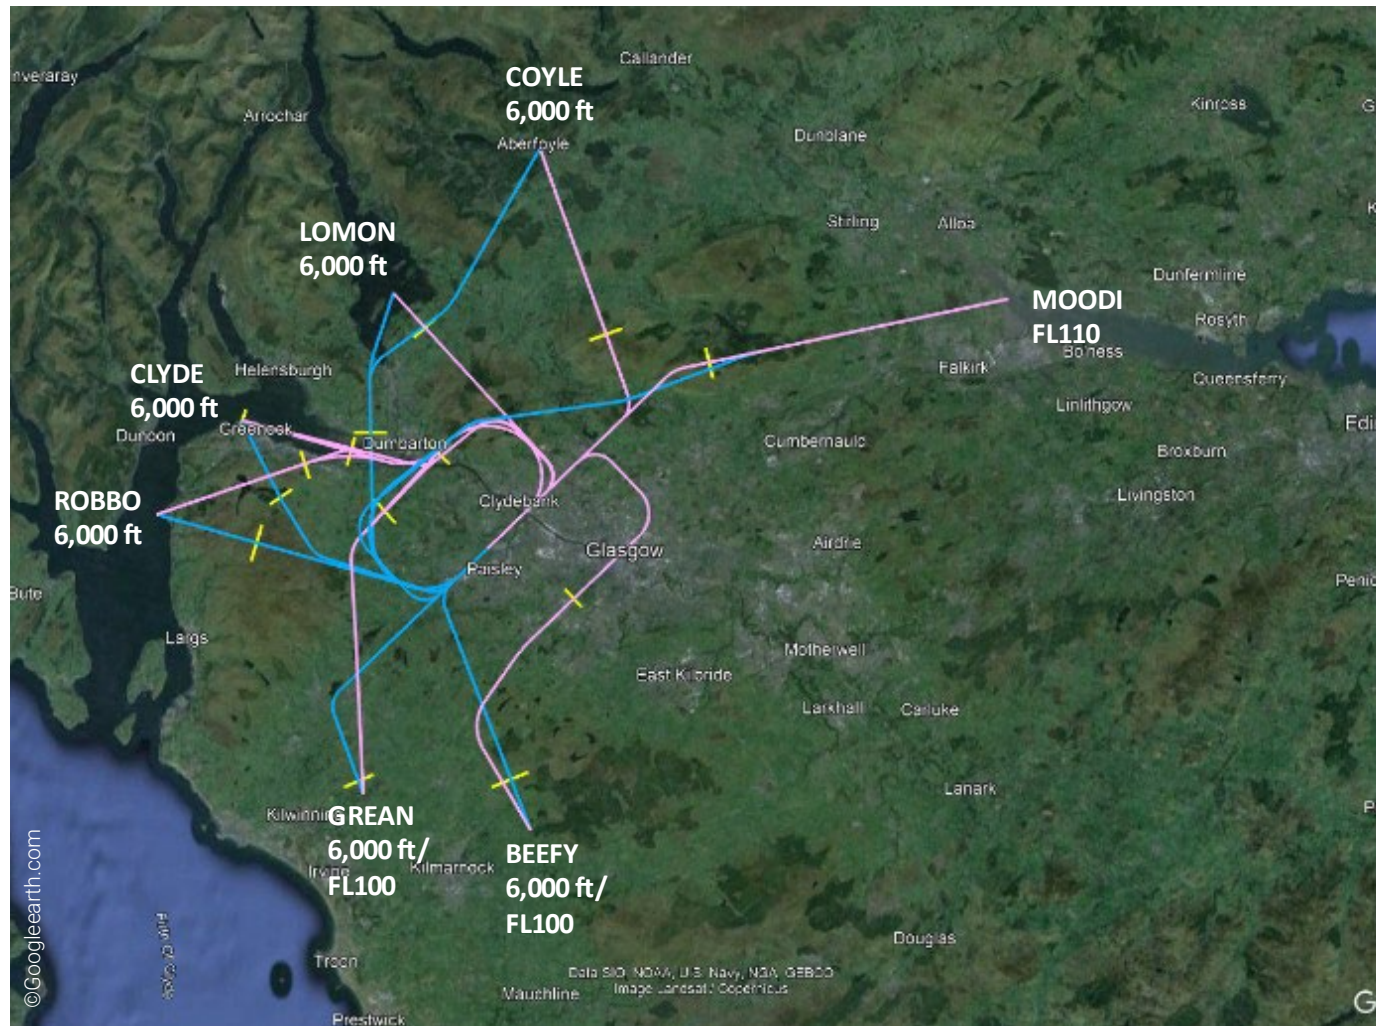 Callander
COYLE
6,000 ft
Inveraray
Kinross
Arrochar
Dunblane
Aberfoyle
Stirling
Alloa
LOMON
6,000 ft
Dunfermline
MOODI
FL110
Rosyth
Bo'ness
Helensburgh
Falkirk
Queensferry
CLYDE
6,000 ft
Linlithgow
Greenock
Dunoon
Dumbarton
Cumbernauld
Broxburn
ROBBO
6,000 ft
Clydebank
Livingston
Glasgow
Airdrie
Paisley
Bute
Largs
Motherwell
East Kilbride
Larkhall
Carluke
Lanark
Kilwinning
GREAN
6,000 ft/
FL100
Irvine
Kilmarnock
BEEFY
6,000 ft/
FL100
©Googleearth.com
Douglas
Troon
Data SIO, NOAA, U.S. Navy, NGA, GEBCO
Image Landsat / Copernicus
Mauchline
Prestwick
G